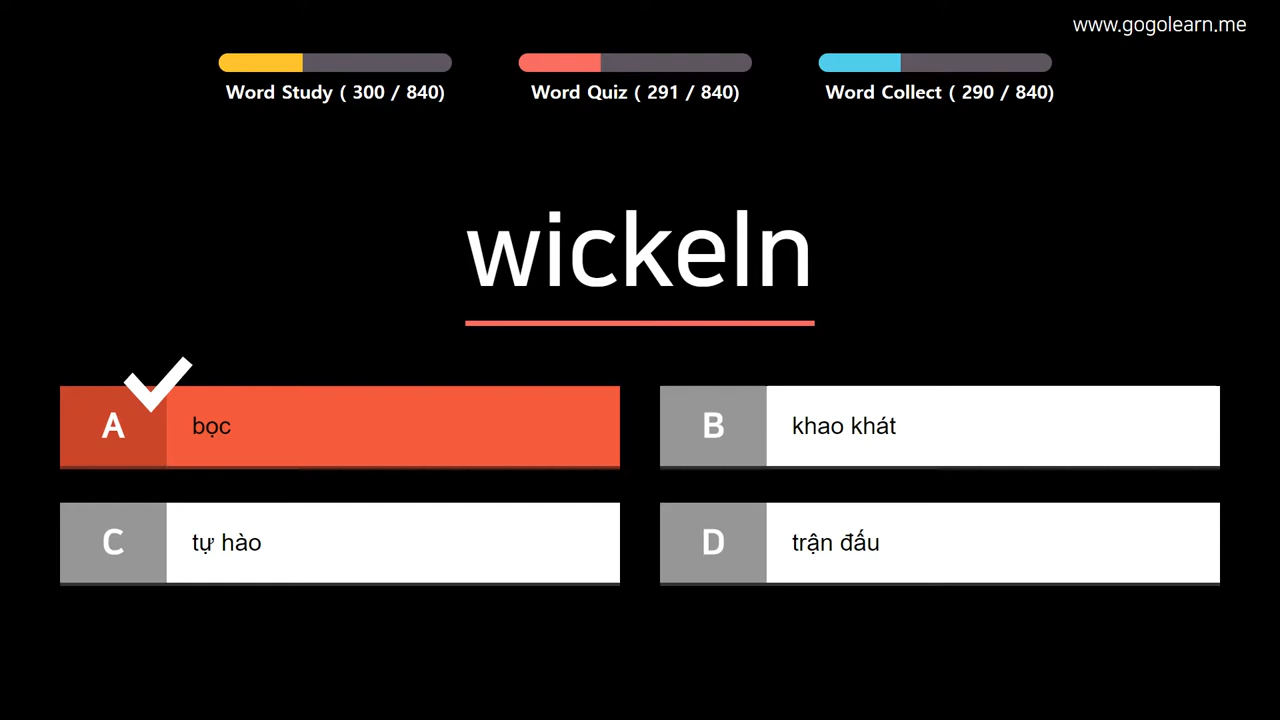 www.gogolearn.me
Word Study ( 300 / 840)
Word Quiz ( 291 / 840)
Word Collect ( 290 / 840)
wickeln
A bọc
B khao khát
C tự hào
D trận đấu